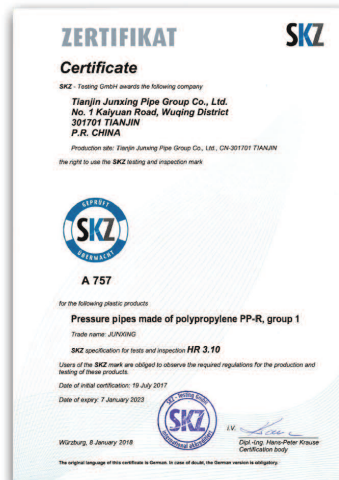 ZERTIFIKAT
SKZ
Certificate
SKZ - Testing GmbH awards the following company
Tianjin Junxing Pipe Group Co., Ltd.
No. 1 Kaiyuan Road, Wuqing District
301701 TIANJIN
P.R. CHINA
Production site: Tianjin Junxing Pipe Group Co., Ltd., CN-301701 TIANJIN
the right to use the SKZ testing and inspection mark
GEPRÜFT
SKZ
ÜBERWACHT
A 757
for the following plastic products
Pressure pipes made of polypropylene PP-R, group 1
Trade name: JUNXING
SKZ specification for tests and inspection HR 3.10
Users of the SKZ mark are obliged to observe the required regulations for the production and
testing of these products.
Date of initial certification: 19 July 2017
Date of expiry: 7 January 2023
SKZ - Testing GmbH
SKZ
international accredited
i.V.
Würzburg, 8 January 2018
Dipl.-Ing. Hans-Peter Krause
Certification body
The original language of this certificate is German. In case of doubt, the German version is obligatory.